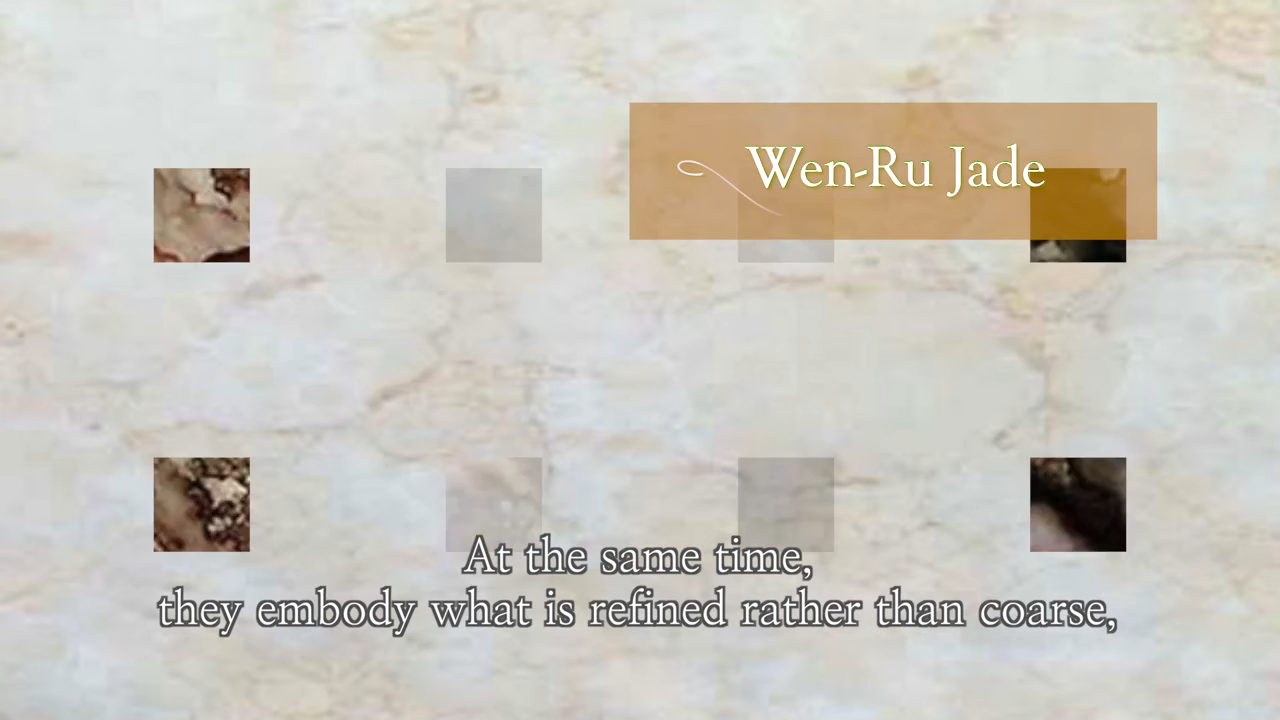 Wen-Ru Jade
At the same time,
they embody what is refined rather than coarse,